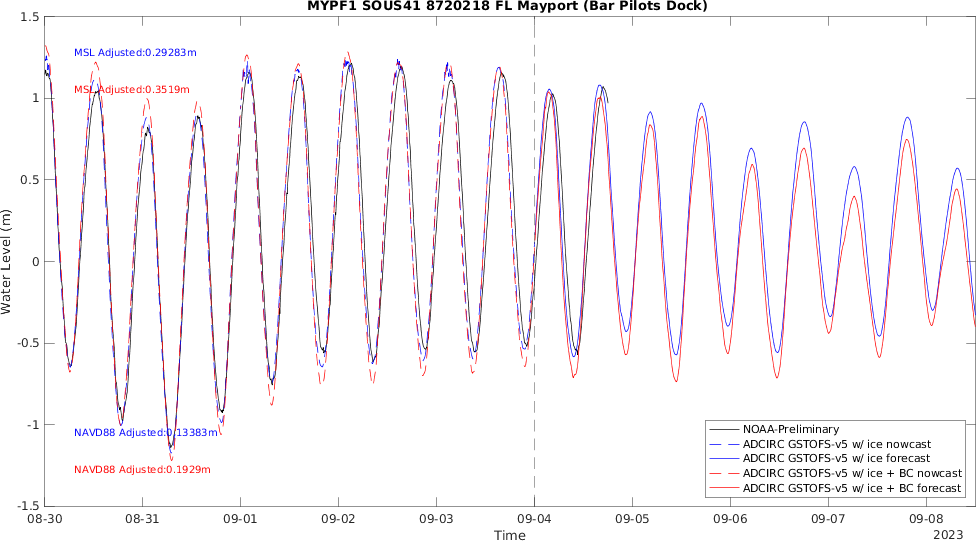 MYPF1 SOUS41 8720218 FL Mayport (Bar Pilots Dock)
1.5
1
0.5
0
-0.5
-1
-1.5
Water Level (m)
MSL Adjusted:0.29283m
MSL Adjusted:0.3519m
NAVD88 Adjusted:0.13383m
NAVD88 Adjusted:0.1929m
NOAA-Preliminary
ADCIRC GSTOFS-v5 w/ ice nowcast
ADCIRC GSTOFS-v5 w/ ice forecast
ADCIRC GSTOFS-v5 w/ ice + BC nowcast
ADCIRC GSTOFS-v5 w/ ice + BC forecast
08-30 08-31 09-01 09-02 09-03 09-04 09-05 09-06 09-07 09-08
Time
2023